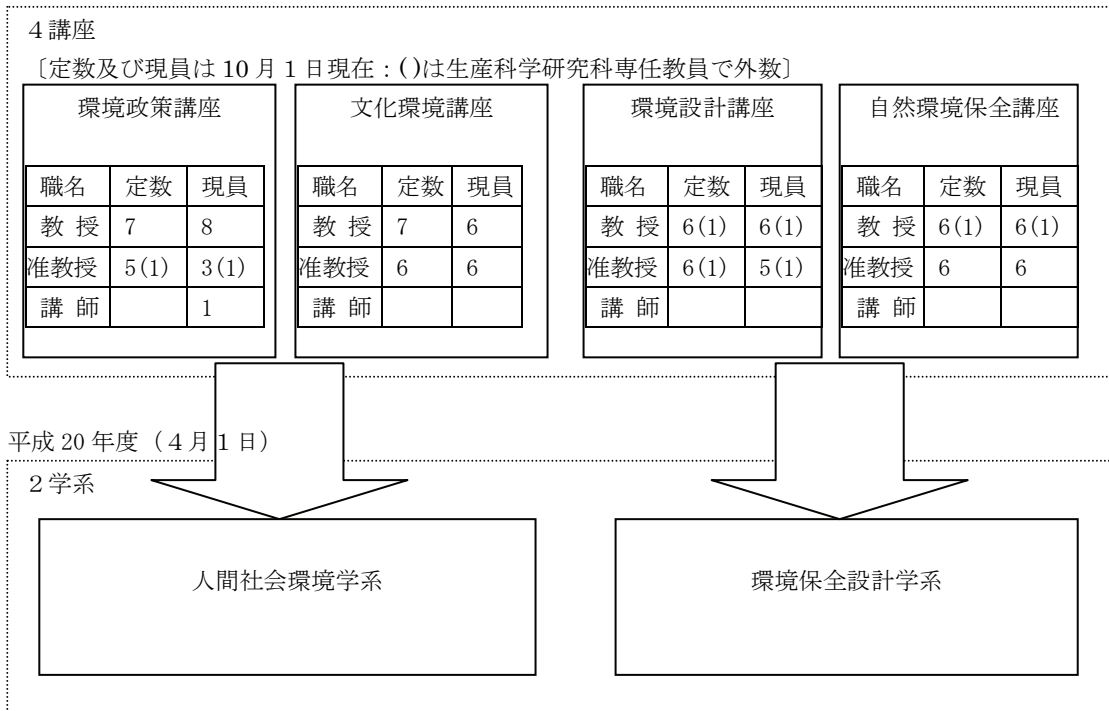 4講座
〔定数及び現員は10月1日現在:()は生産科学研究科専任教員で外数〕
環境政策講座
職名 定数 現員
教 授 7 8
准教授 5(1) 3(1)
講 師 1
文化環境講座
職名 定数 現員
教 授 7 6
准教授 6 6
講 師
環境設計講座
職名 定数 現員
教 授 6(1) 6(1)
准教授 6(1) 5(1)
講 師
自然環境保全講座
職名 定数 現員
教 授 6(1) 6(1)
准教授 6 6
講 師
平成20年度(4月1日)
2学系
人間社会環境学系
環境保全設計学系